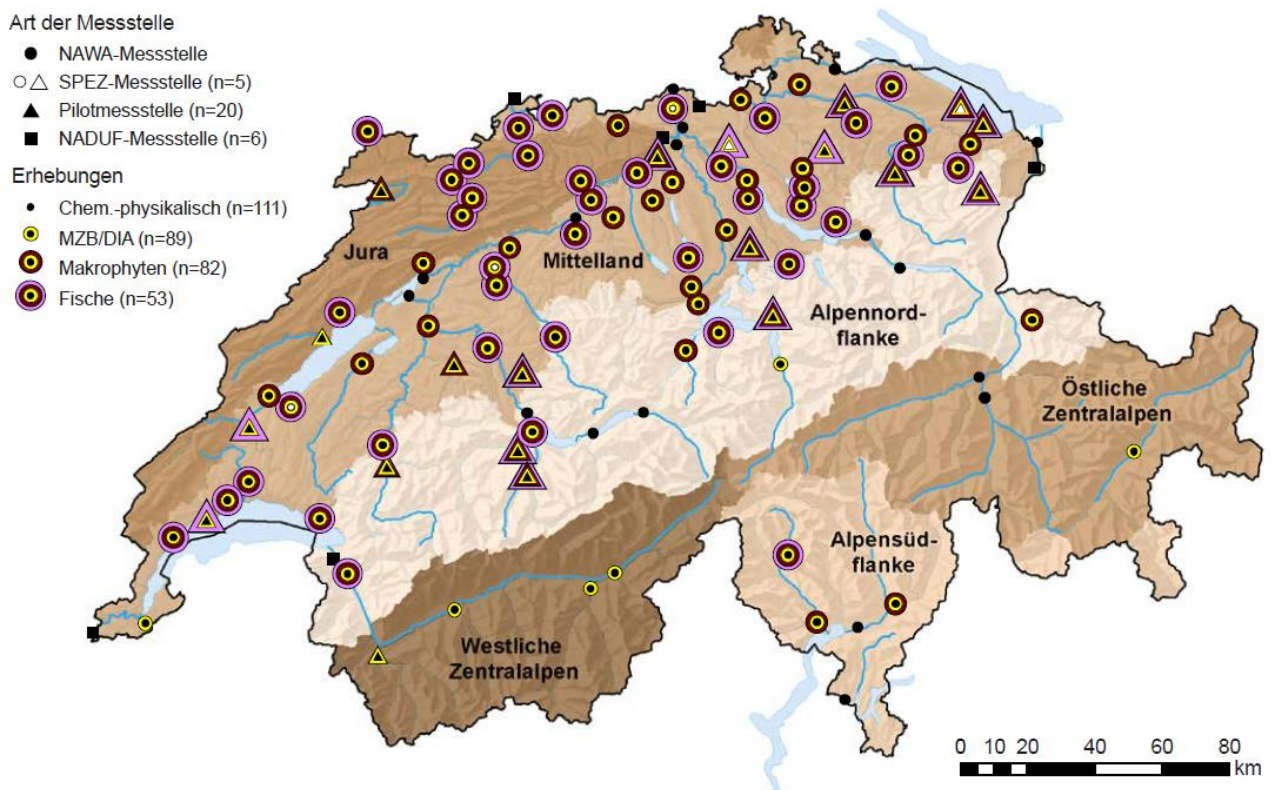 Art der Messstelle
NAWA-Messstelle
SPEZ-Messstelle (n=5)
Pilotmessstelle (n=20)
NADUF-Messstelle (n=6)
Erhebungen
Chem.-physikalisch (n=111)
MZB/DIA (n=89)
Makrophyten (n=82)
Fische (n=53)
Jura
Mittelland
Alpennord-
flanke
Östliche
Zentralalpen
Alpensüd-
flanke
Westliche
Zentralalpen
0 10 20 40 60 80
km